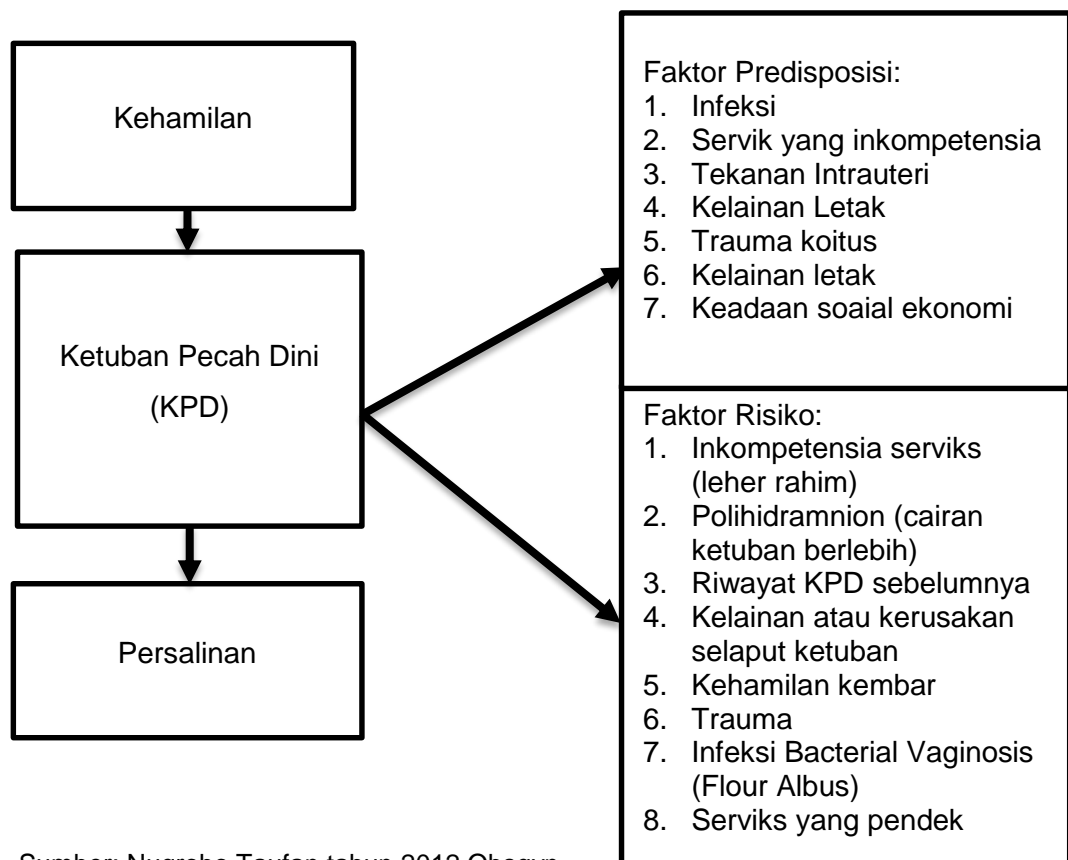 Kehamilan
Ketuban Pecah Dini
(KPD)
Persalinan
Faktor Predisposisi:
1. Infeksi
2. Servik yang inkompetensia
3. Tekanan Intrauteri
4. Kelainan Letak
5. Trauma koitus
6. Kelainan letak
7. Keadaan soaial ekonomi
Faktor Risiko:
1. Inkompetensia serviks
(leher rahim)
2. Polihidramnion (cairan
ketuban berlebih)
3. Riwayat KPD sebelumnya
4. Kelainan atau kerusakan
selaput ketuban
5. Kehamilan kembar
6. Trauma
7. Infeksi Bacterial Vaginosis
(Flour Albus)
8. Serviks yang pendek
Sumber: Nugroho Taufan tahun 2012 Obsgyn